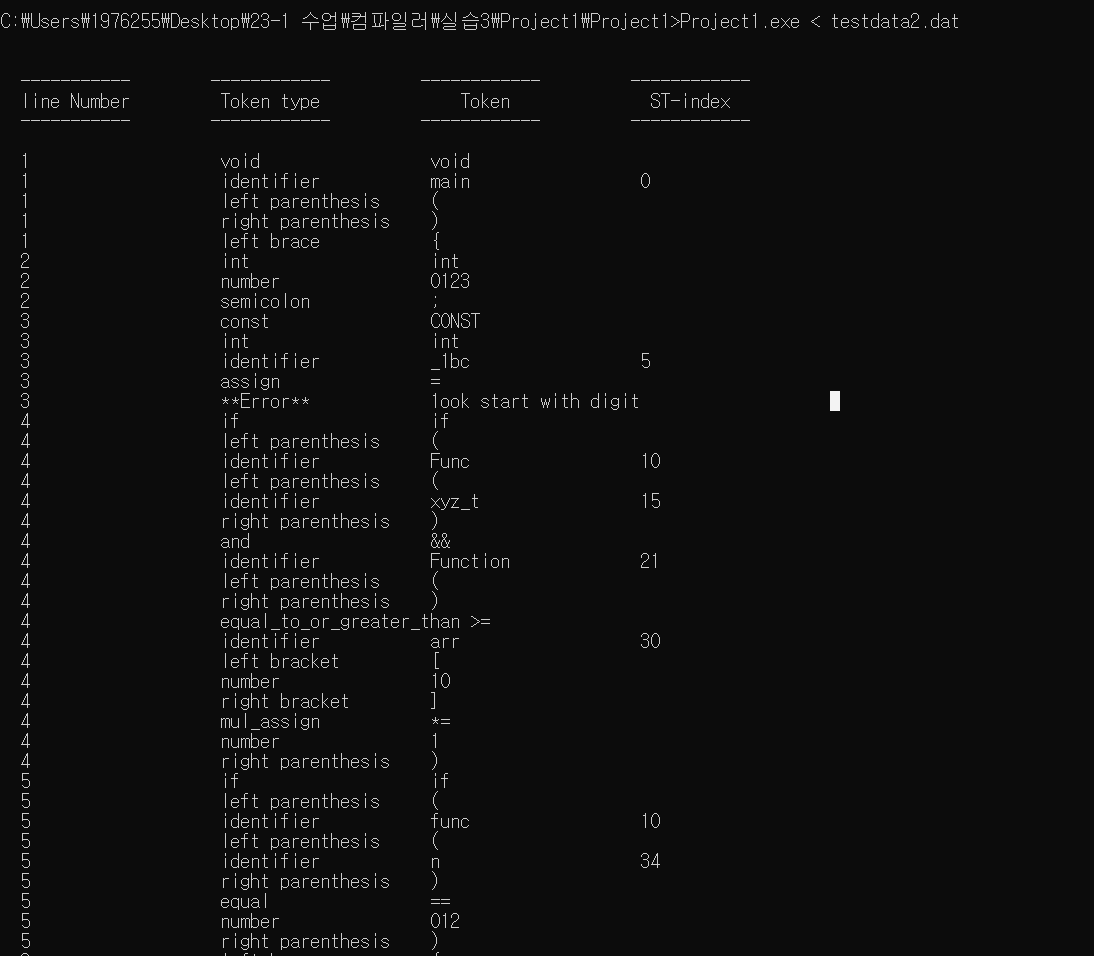 C:₩Users₩1976255₩Desktop₩23-1 수업₩컴파일러₩실습3₩Project1₩Project1>Project1.exe < testdata2.dat
----------- ------------ ------------ ------------
line Number Token type Token ST-index
----------- ------------ ------------ ------------
1 void void
1 identifier main 0
1 left parenthesis (
1 right parenthesis )
1 left brace {
2 int int
2 number 0123
2 semicolon ;
3 const CONST
3 int int
3 identifier _1bc 5
3 assign =
3 **Error** 1ook start with digit
4 if if
4 left parenthesis (
4 identifier Func 10
4 left parenthesis (
4 identifier xyz_t 15
4 right parenthesis )
4 and &&
4 identifier Function 21
4 left parenthesis (
4 right parenthesis )
4 equal_to_or_greater_than >=
4 identifier arr 30
4 left bracket [
4 number 10
4 right bracket ]
4 mul_assign *=
4 number 1
4 right parenthesis )
5 if if
5 left parenthesis (
5 identifier func 10
5 left parenthesis (
5 identifier n 34
5 right parenthesis )
5 equal ==
5 number 012
5 right parenthesis )